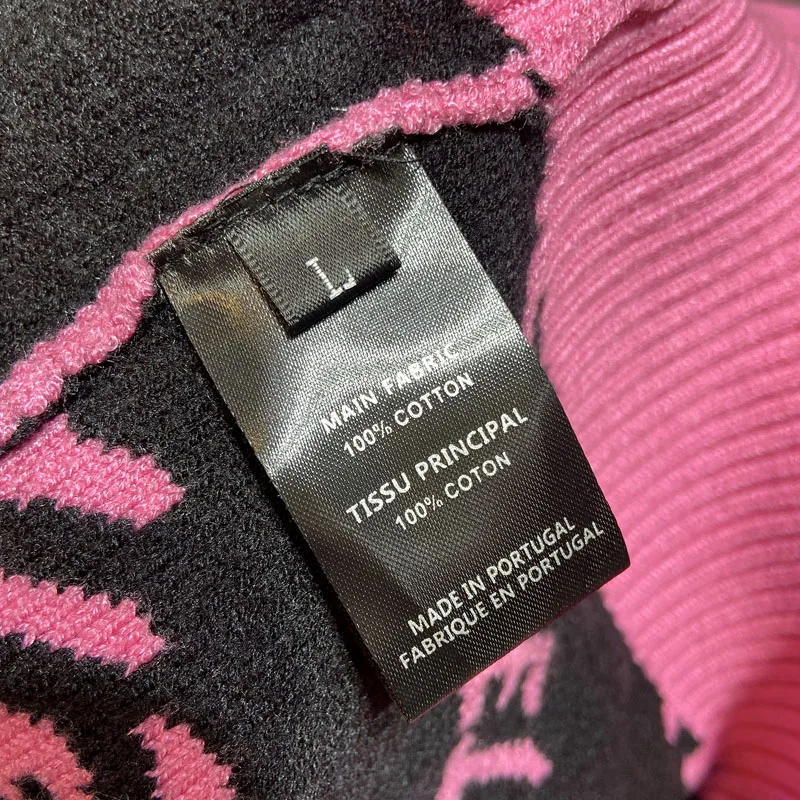 L
MAIN FABRIC
100% COTTON
TISSU PRINCIPAL
100% COTON
MADE IN PORTUGAL
FABRIQUE EN PORTUGAL